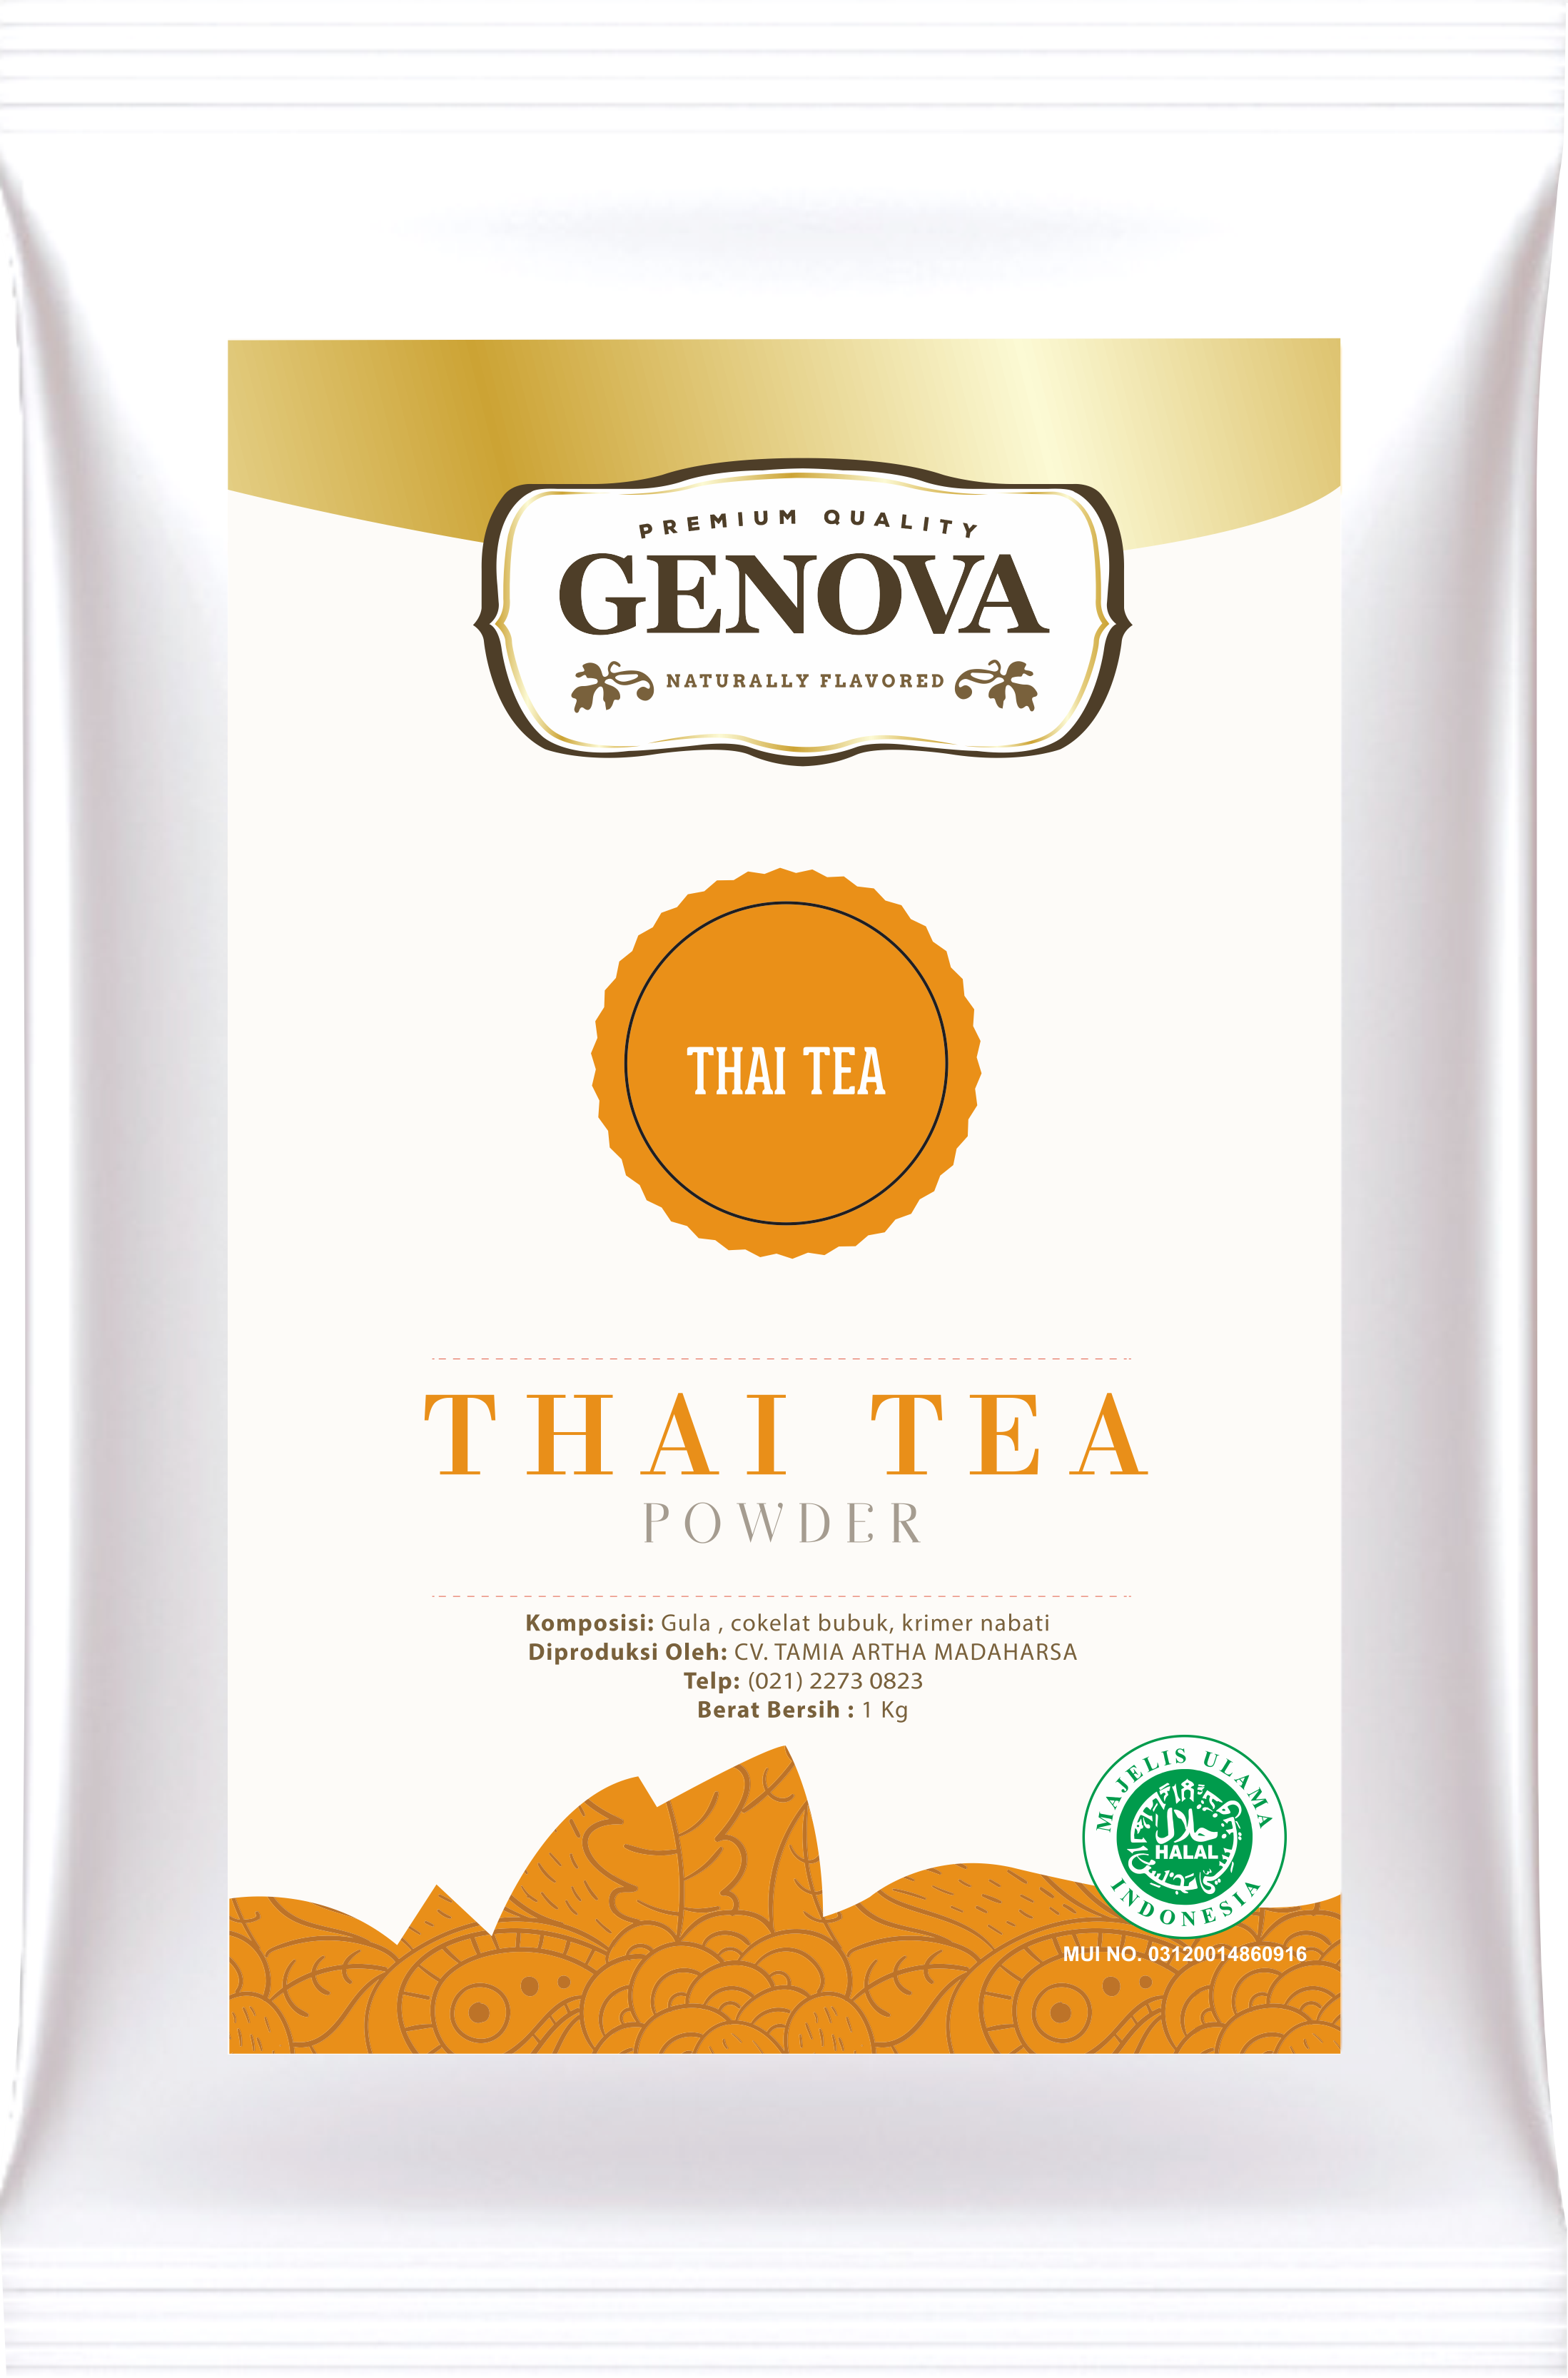 PREMIUM QUALITY
GENOVA
NATURALLY FLAVORED
THAI TEA
THAI TEA
POWDER
Komposisi: Gula , cokelat bubuk, krimer nabati
Diproduksi Oleh: CV. TAMIA ARTHA MADAHARSA
Telp: (021) 2273 0823
Berat Bersih : 1 Kg
MAJELIS ULAMA
حلال
HALAL
INDONESIA
MUI NO. 03120014860916